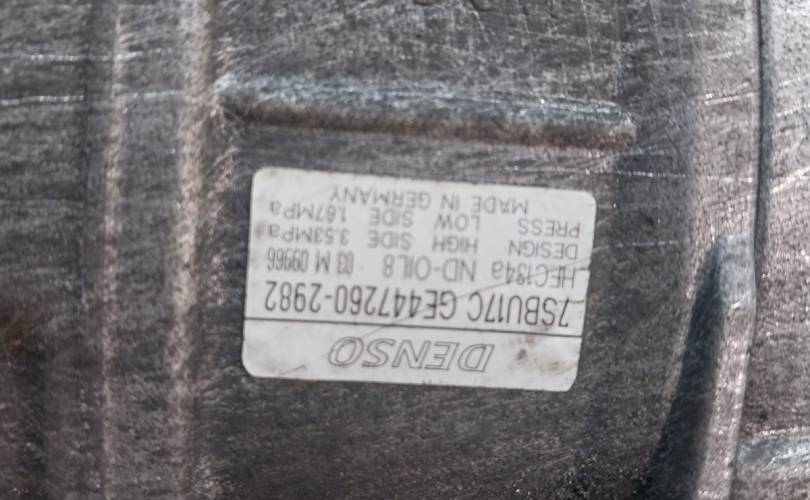 DENSO
7SBU17C GE447260-2982
HFC134a ND-OIL8 03 M 09966
DESIGN HIGH SIDE 3.53MPa
PRESS LOW SIDE 1.67MPa
MADE IN GERMANY